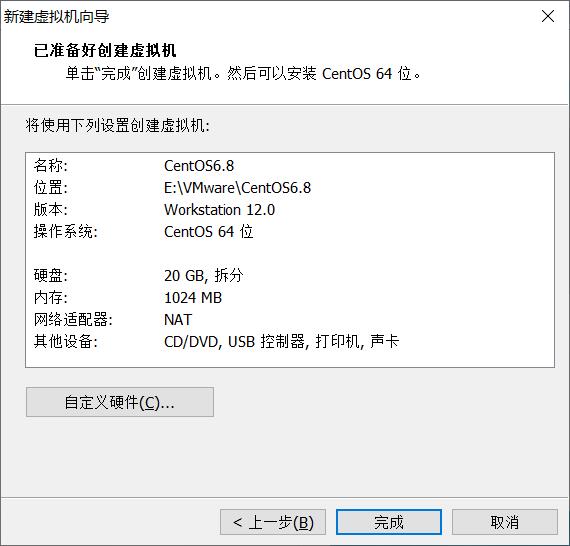 新建虚拟机向导
已准备好创建虚拟机
单击“完成”创建虚拟机。然后可以安装 CentOS 64 位。
将使用下列设置创建虚拟机:
名称: CentOS6.8
位置: E:\VMware\CentOS6.8
版本: Workstation 12.0
操作系统: CentOS 64 位
硬盘: 20 GB, 拆分
内存: 1024 MB
网络适配器: NAT
其他设备: CD/DVD, USB 控制器, 打印机, 声卡
自定义硬件(C)...
< 上一步(B) 完成 取消